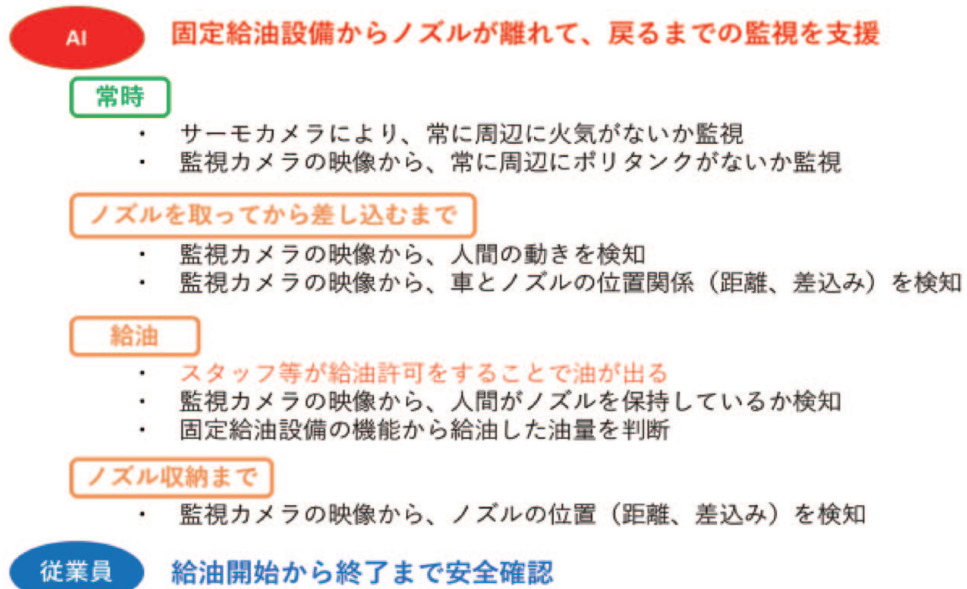 AI 固定給油設備からノズルが離れて、戻るまでの監視を支援
常時
・ サーモカメラにより、常に周辺に火気がないか監視
・ 監視カメラの映像から、常に周辺にポリタンクがないか監視
ノズルを取ってから差し込むまで
・ 監視カメラの映像から、人間の動きを検知
・ 監視カメラの映像から、車とノズルの位置関係（距離、差込み）を検知
給油
・ スタッフ等が給油許可をすることで油が出る
・ 監視カメラの映像から、人間がノズルを保持しているか検知
・ 固定給油設備の機能から給油した油量を判断
ノズル収納まで
・ 監視カメラの映像から、ノズルの位置（距離、差込み）を検知
従業員 給油開始から終了まで安全確認